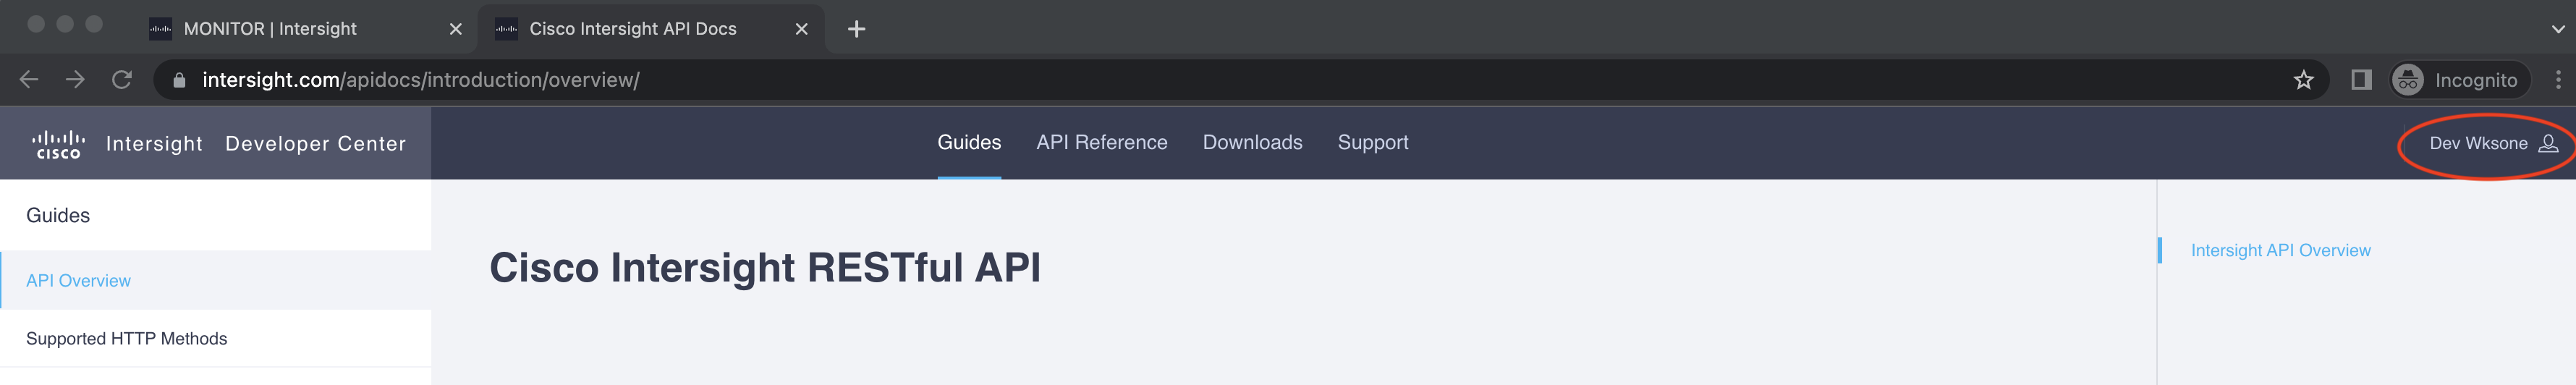 MONITOR | Intersight
Cisco Intersight API Docs
intersight.com/apidocs/introduction/overview/
Incognito
CISCO Intersight Developer Center
Guides API Reference Downloads Support
Dev Wksone
Guides
API Overview
Supported HTTP Methods
Cisco Intersight RESTful API
Intersight API Overview